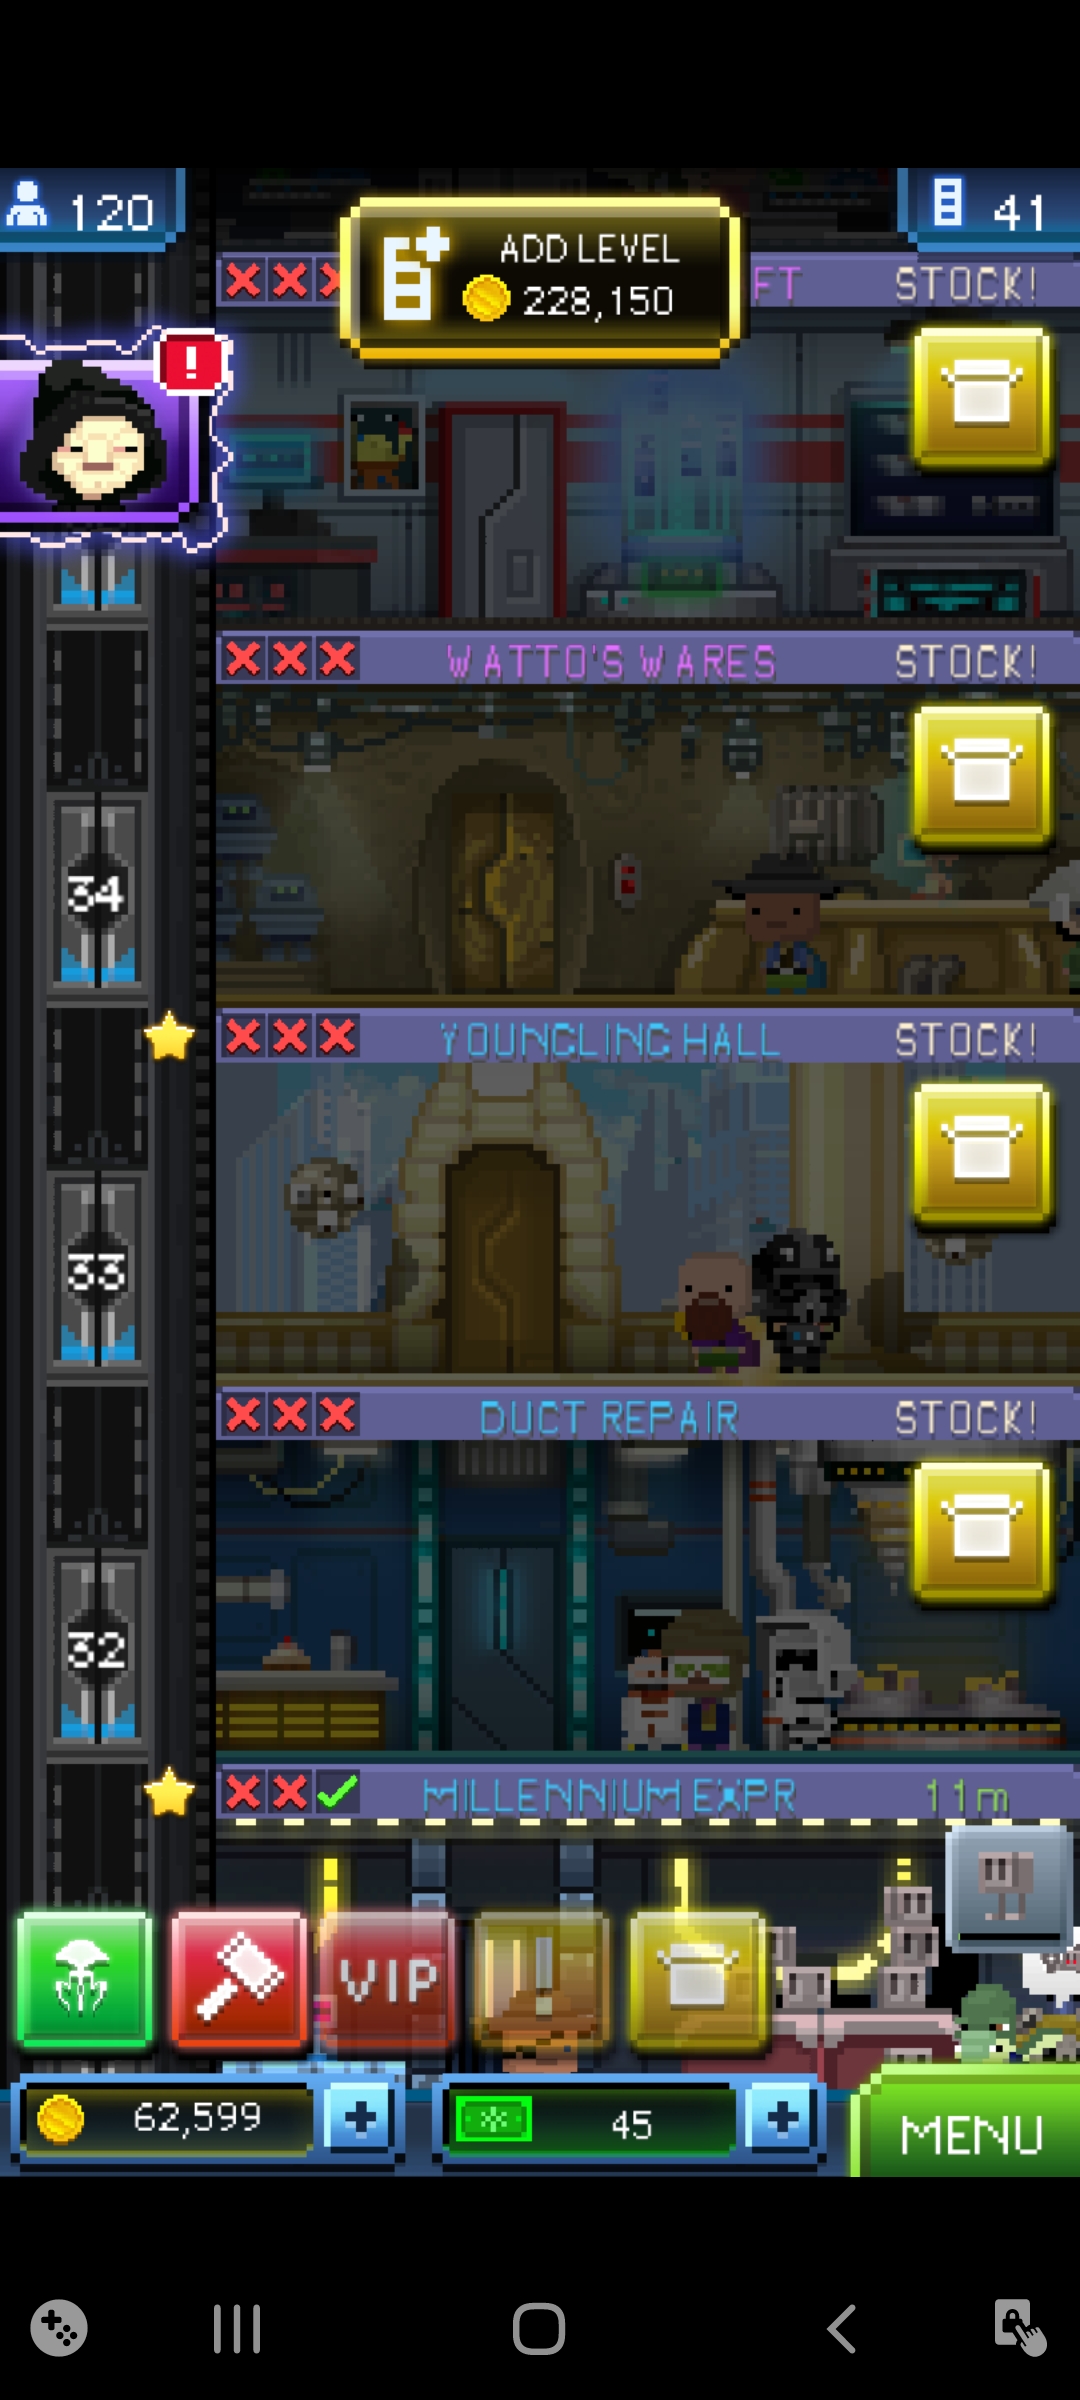 120
ADD LEVEL
228,150
41
FT
STOCK!
!
WATTO'S WARES
STOCK!
34
YOUNGLING HALL
STOCK!
33
DUCT REPAIR
STOCK!
32
MILLENNIUM EXPR
11m
VIP
62,599
+
45
+
MENU